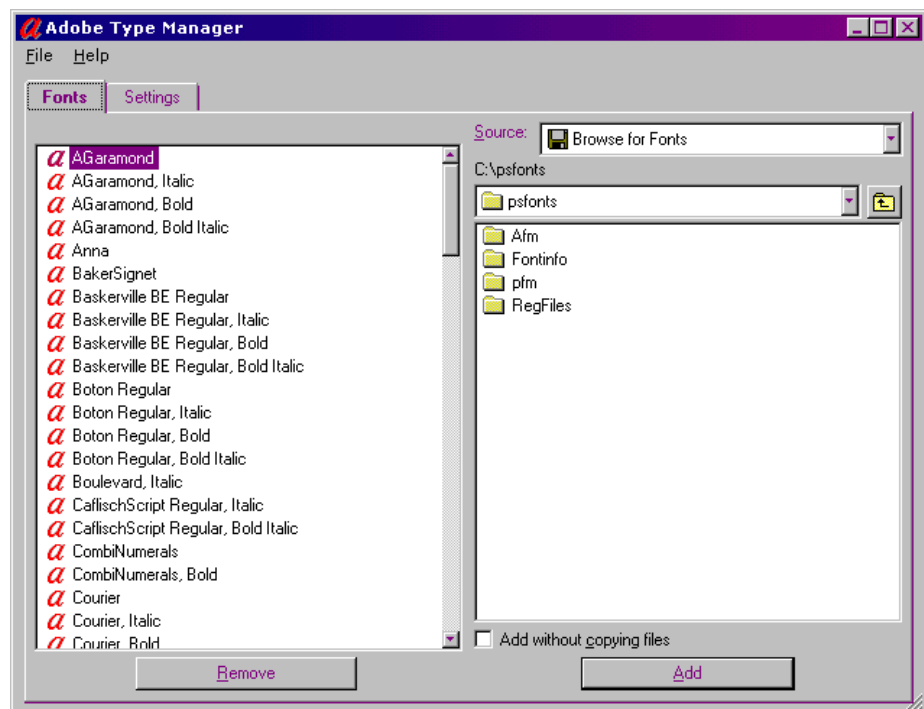 Adobe Type Manager
File Help
Fonts Settings
AGaramond
AGaramond, Italic
AGaramond, Bold
AGaramond, Bold Italic
Anna
BakerSignet
Baskerville BE Regular
Baskerville BE Regular, Italic
Baskerville BE Regular, Bold
Baskerville BE Regular, Bold Italic
Boton Regular
Boton Regular, Italic
Boton Regular, Bold
Boton Regular, Bold Italic
Boulevard, Italic
CaflischScript Regular, Italic
CaflischScript Regular, Bold Italic
CombiNumerals
CombiNumerals, Bold
Courier
Courier, Italic
Courier, Bold
Remove
Source: Browse for Fonts
C:\psfonts
psfonts
Afm
Fontinfo
pfm
RegFiles
Add without copying files
Add